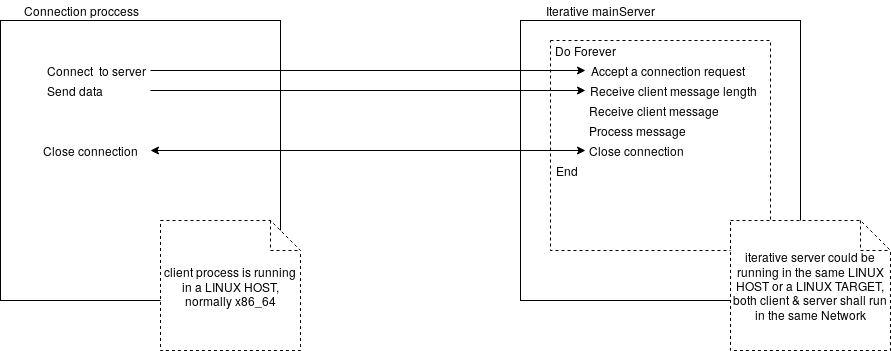 Connection proccess
Iterative mainServer
Do Forever
Connect to server
Accept a connection request
Send data
Receive client message length
Receive client message
Process message
Close connection
Close connection
End
client process is running
in a LINUX HOST,
normally x86_64
iterative server could be
running in the same LINUX
HOST or a LINUX TARGET,
both client & server shall run
in the same Network